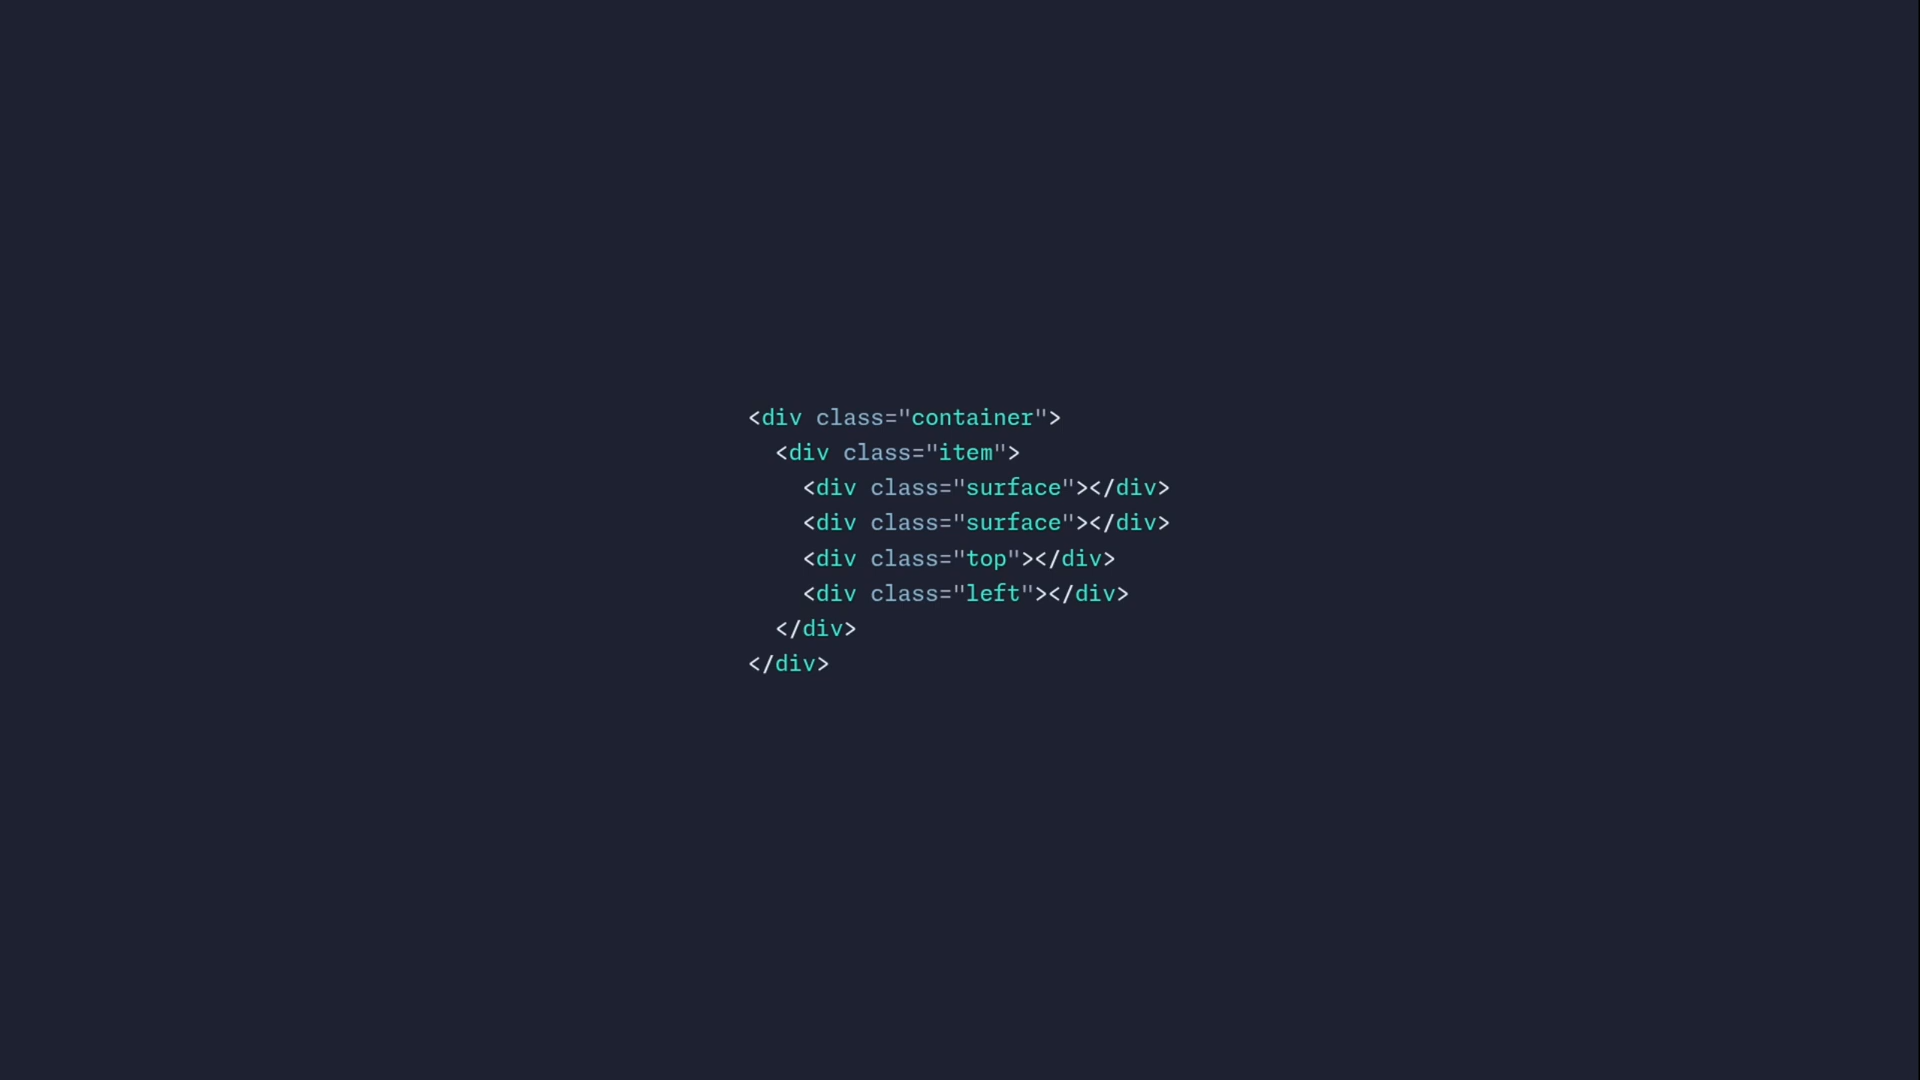 <div class="container">
  <div class="item">
    <div class="surface"></div>
    <div class="surface"></div>
    <div class="top"></div>
    <div class="left"></div>
  </div>
</div>